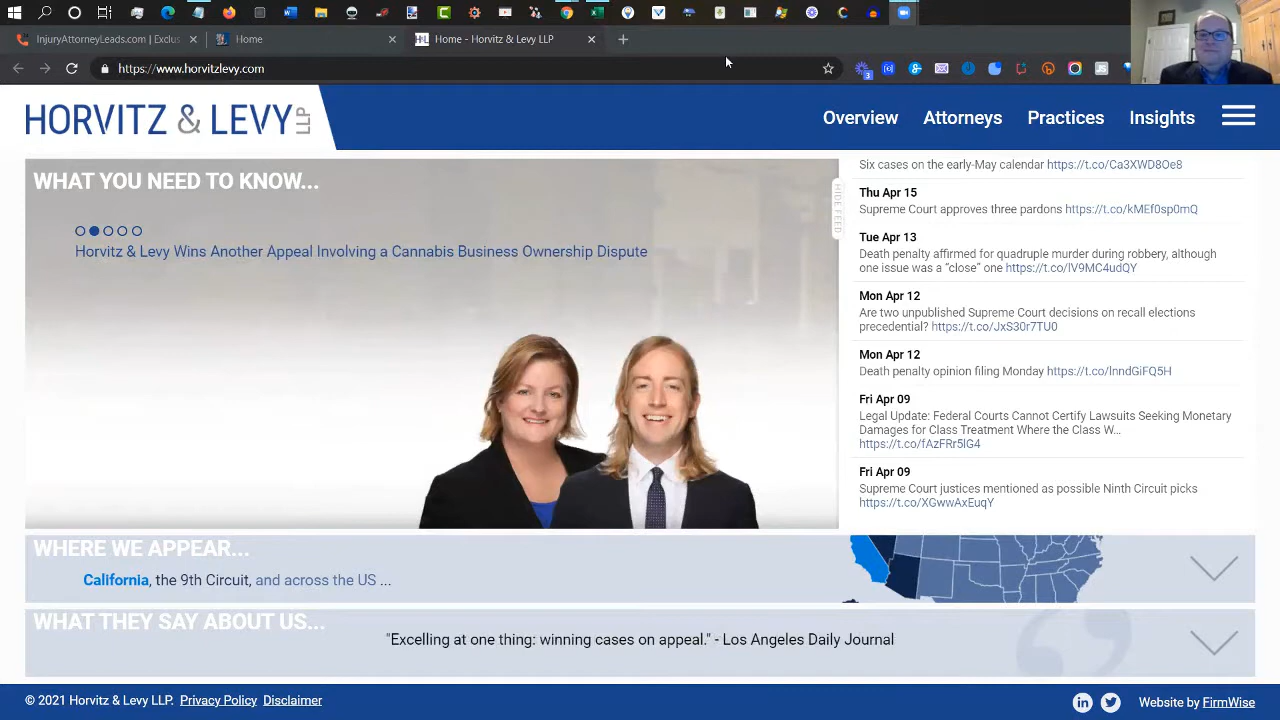 InjuryAttorneyLeads.com | Exclus
Home
H&L Home - Horvitz & Levy LLP
https://www.horvitzlevy.com
3
HORVITZ & LEVY LLP
Overview
Attorneys
Practices
Insights
WHAT YOU NEED TO KNOW...
Horvitz & Levy Wins Another Appeal Involving a Cannabis Business Ownership Dispute
HIDE FEED
Six cases on the early-May calendar https://t.co/Ca3XWD8Oe8
Thu Apr 15
Supreme Court approves three pardons https://t.co/kMEf0sp0mQ
Tue Apr 13
Death penalty affirmed for quadruple murder during robbery, although
one issue was a "close" one https://t.co/lV9MC4udQY
Mon Apr 12
Are two unpublished Supreme Court decisions on recall elections
precedential? https://t.co/JxS30r7TU0
Mon Apr 12
Death penalty opinion filing Monday https://t.co/lnndGiFQ5H
Fri Apr 09
Legal Update: Federal Courts Cannot Certify Lawsuits Seeking Monetary
Damages for Class Treatment Where the Class W...
https://t.co/fAzFRr5lG4
Fri Apr 09
Supreme Court justices mentioned as possible Ninth Circuit picks
https://t.co/XGwwAxEuqY
WHERE WE APPEAR...
California, the 9th Circuit, and across the US ...
WHAT THEY SAY ABOUT US...
"Excelling at one thing: winning cases on appeal." - Los Angeles Daily Journal
© 2021 Horvitz & Levy LLP. Privacy Policy Disclaimer
Website by FirmWise